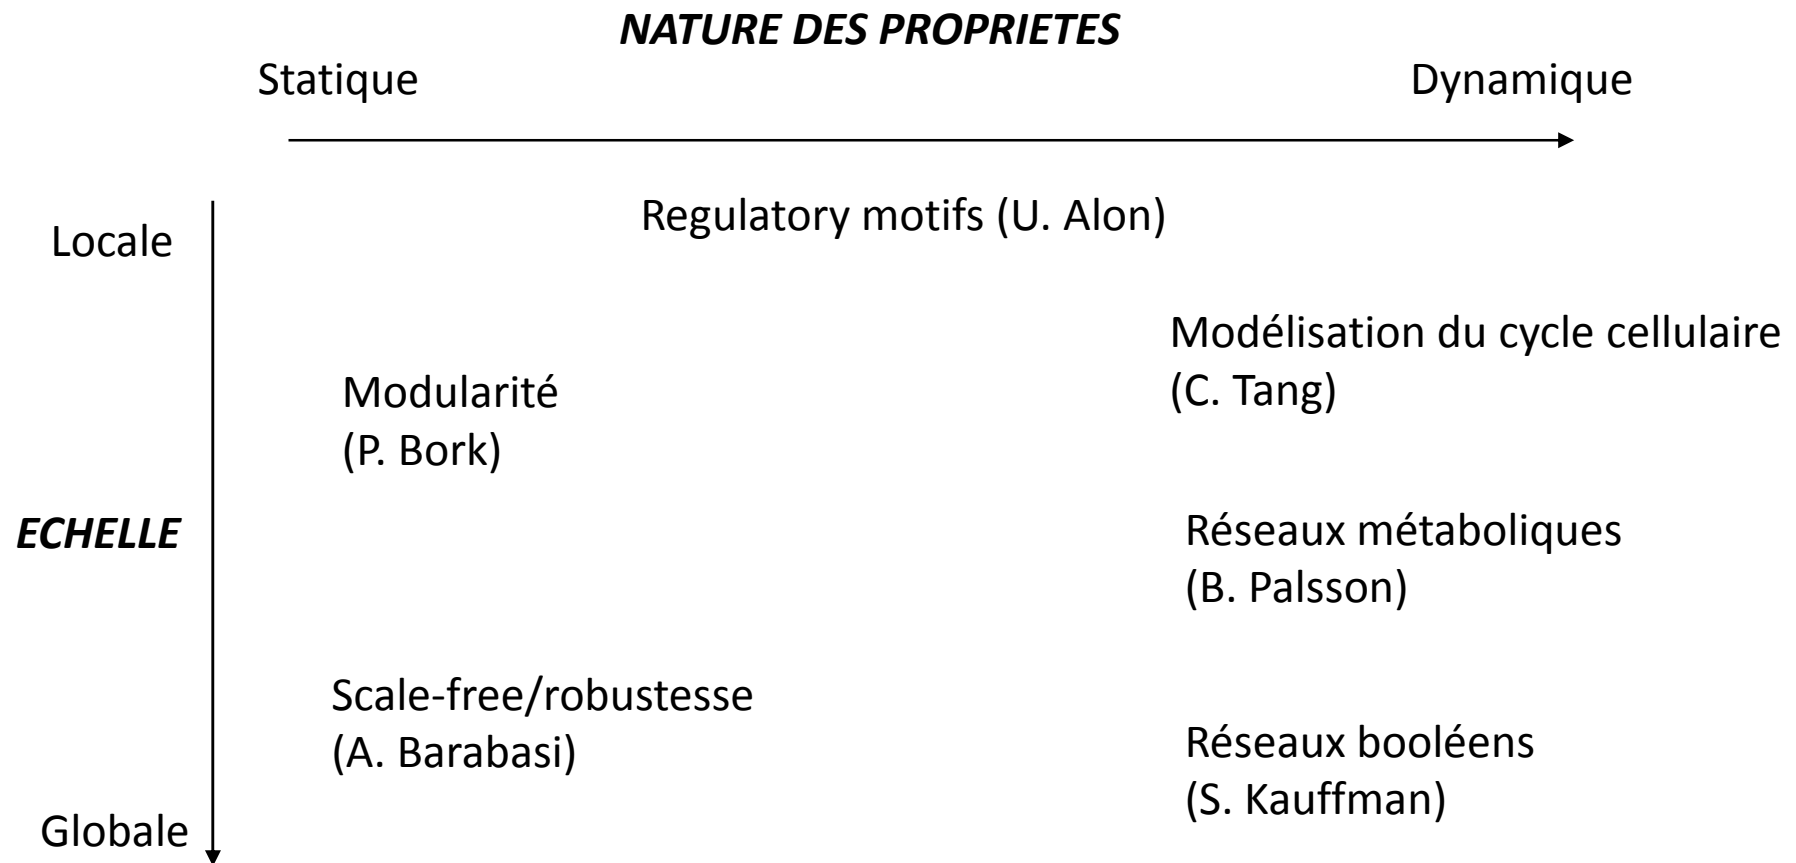 NATURE DES PROPRIETES
Statique
Dynamique
Regulatory motifs (U. Alon)
Locale
Modélisation du cycle cellulaire
(C. Tang)
Modularité
(P. Bork)
ECHELLE
Réseaux métaboliques
(B. Palsson)
Scale-free/robustesse
(A. Barabasi)
Réseaux booléens
(S. Kauffman)
Globale